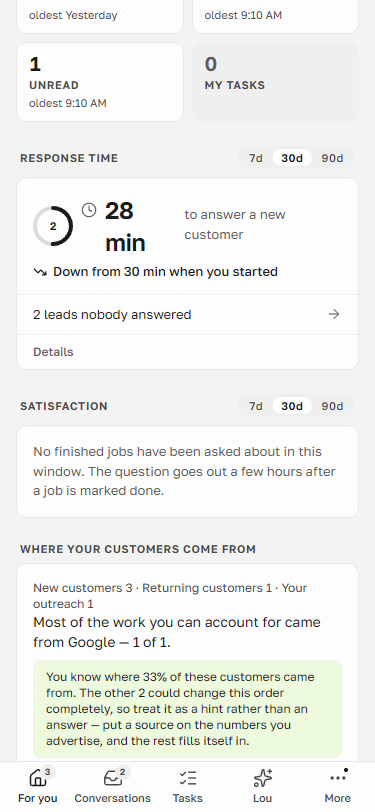 oldest Yesterday
oldest 9:10 AM
1
UNREAD
oldest 9:10 AM
0
MY TASKS
RESPONSE TIME
7d 30d 90d
2
28
min
to answer a new
customer
Down from 30 min when you started
2 leads nobody answered
Details
SATISFACTION
7d 30d 90d
No finished jobs have been asked about in this
window. The question goes out a few hours after
a job is marked done.
WHERE YOUR CUSTOMERS COME FROM
New customers 3 · Returning customers 1 · Your
outreach 1
Most of the work you can account for came
from Google — 1 of 1.
You know where 33% of these customers came
from. The other 2 could change this order
completely, so treat it as a hint rather than an
answer — put a source on the numbers you
advertise, and the rest fills itself in.
3
2
For you
Conversations
Tasks
Lou
More